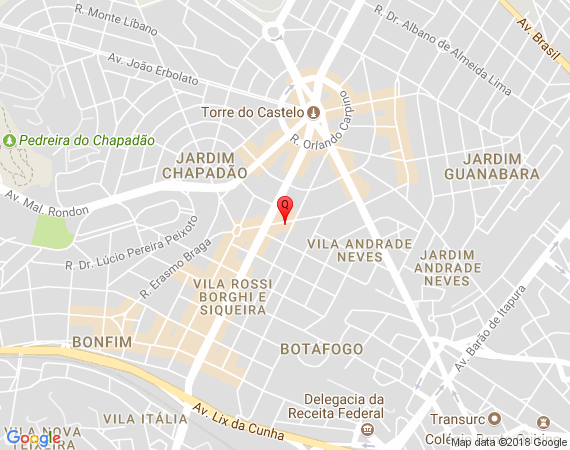 R. Monte Líbano
R. Dr. Albano de Almeida Lima
Av. Brasil
Av. João Erbolato
Torre do Castelo
R. Orlando Carpino
Pedreira do Chapadão
JARDIM
CHAPADÃO
JARDIM
GUANABARA
Av. Mal. Rondon
Q
R. Dr. Lúcio Pereira Peixoto
R. Erasmo Braga
VILA ANDRADE
NEVES
JARDIM
ANDRADE
NEVES
VILA ROSSI
BORGHI E
SIQUEIRA
Av. Barão de Itapura
BONFIM
BOTAFOGO
Av. Lix da Cunha
Delegacia da
Receita Federal
VILA ITÁLIA
Transurc
VILA NOVA
TEIXEIRA
Google
Colégio
Map data ©2018 Google